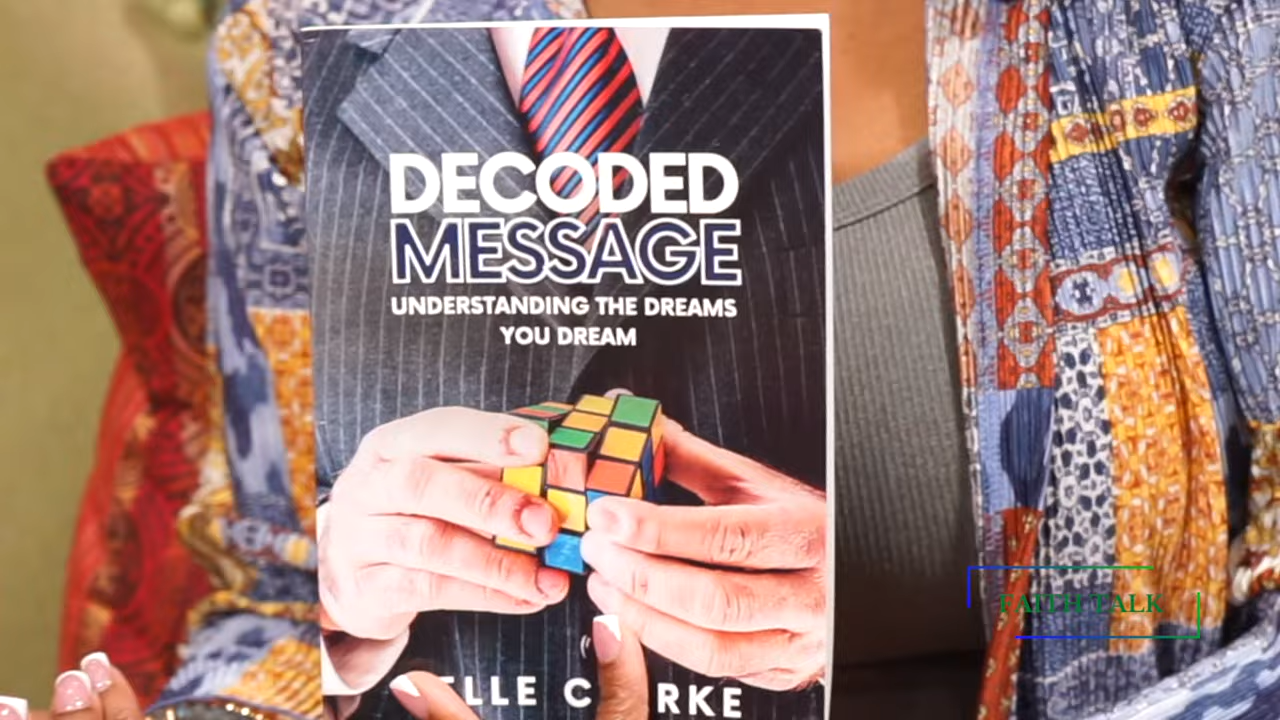 DECODED
MESSAGE
UNDERSTANDING THE DREAMS
YOU DREAM
FAITH TALK